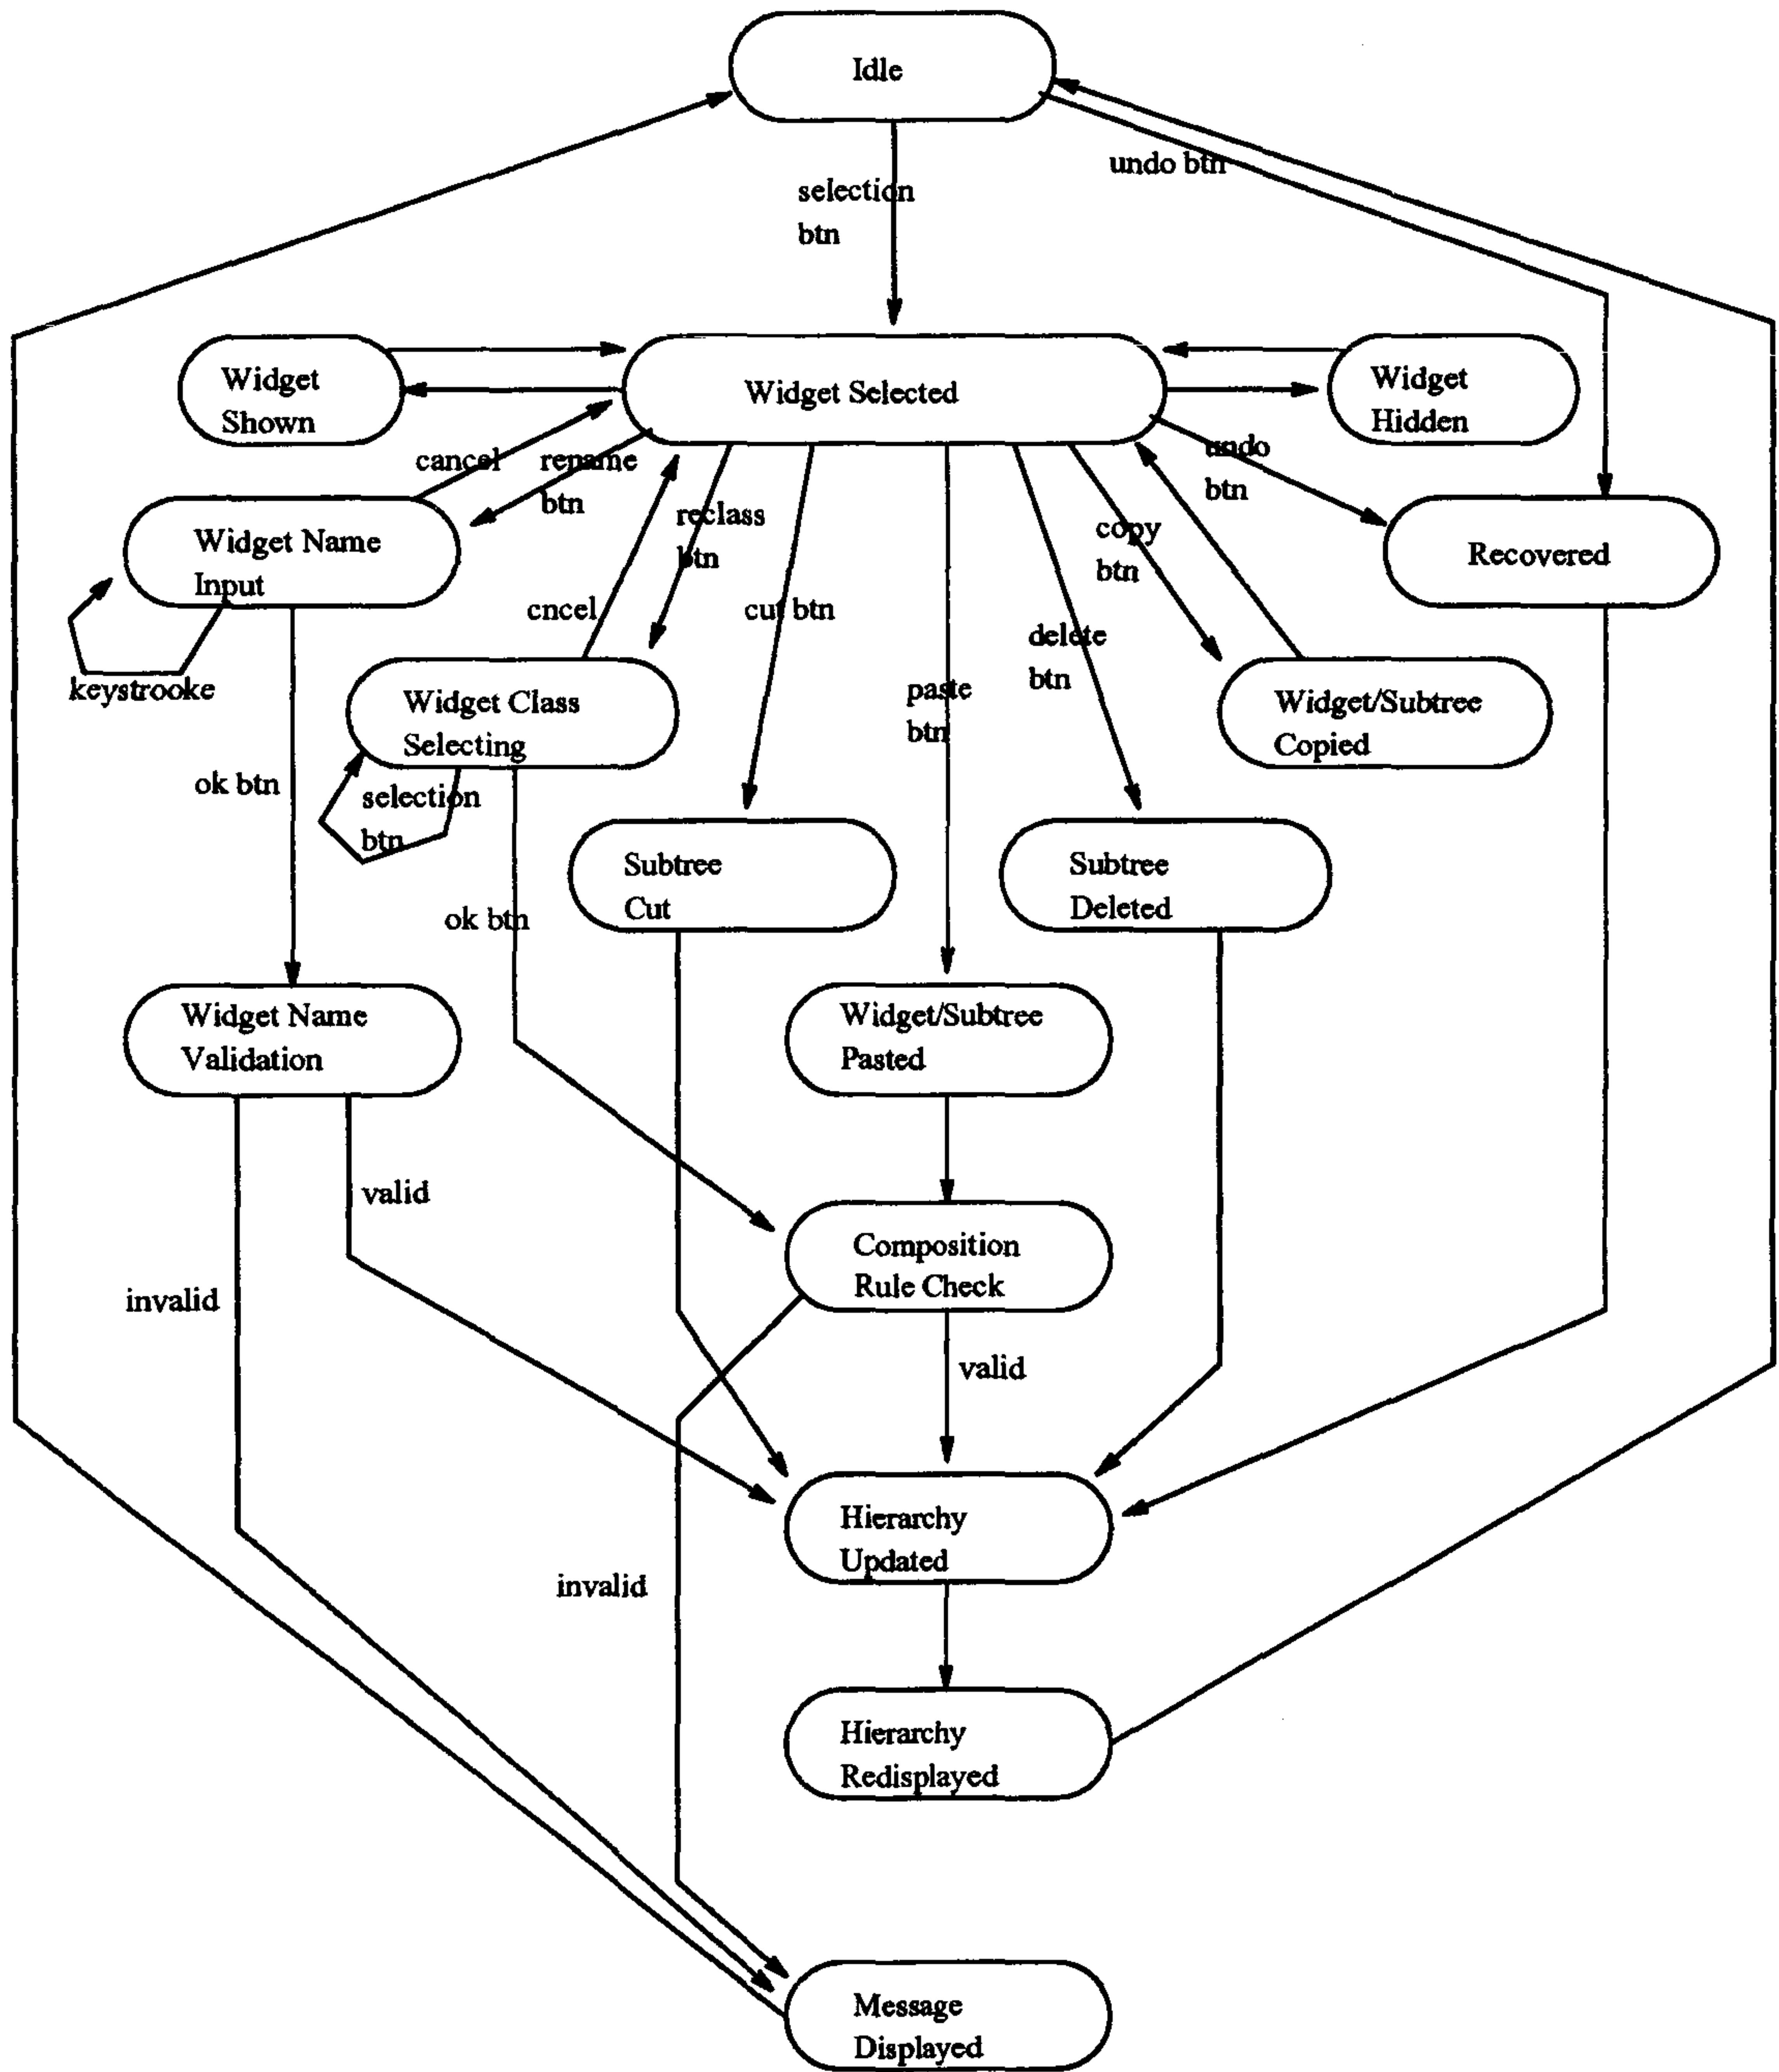 Idle
undo btn
selection
btn
Widget
Shown
Widget Selected
Widget
Hidden
cancel
rename
btn
undo
btn
reclass
btn
copy
btn
Widget Name
Input
Recovered
cncel
cut btn
delete
btn
keystrooke
Widget Class
Selecting
paste
btn
Widget/Subtree
Copied
ok btn
selection
btn
Subtree
Cut
Subtree
Deleted
ok btn
Widget Name
Validation
Widget/Subtree
Pasted
valid
Composition
Rule Check
invalid
valid
Hierarchy
Updated
invalid
Hierarchy
Redisplayed
Message
Displayed